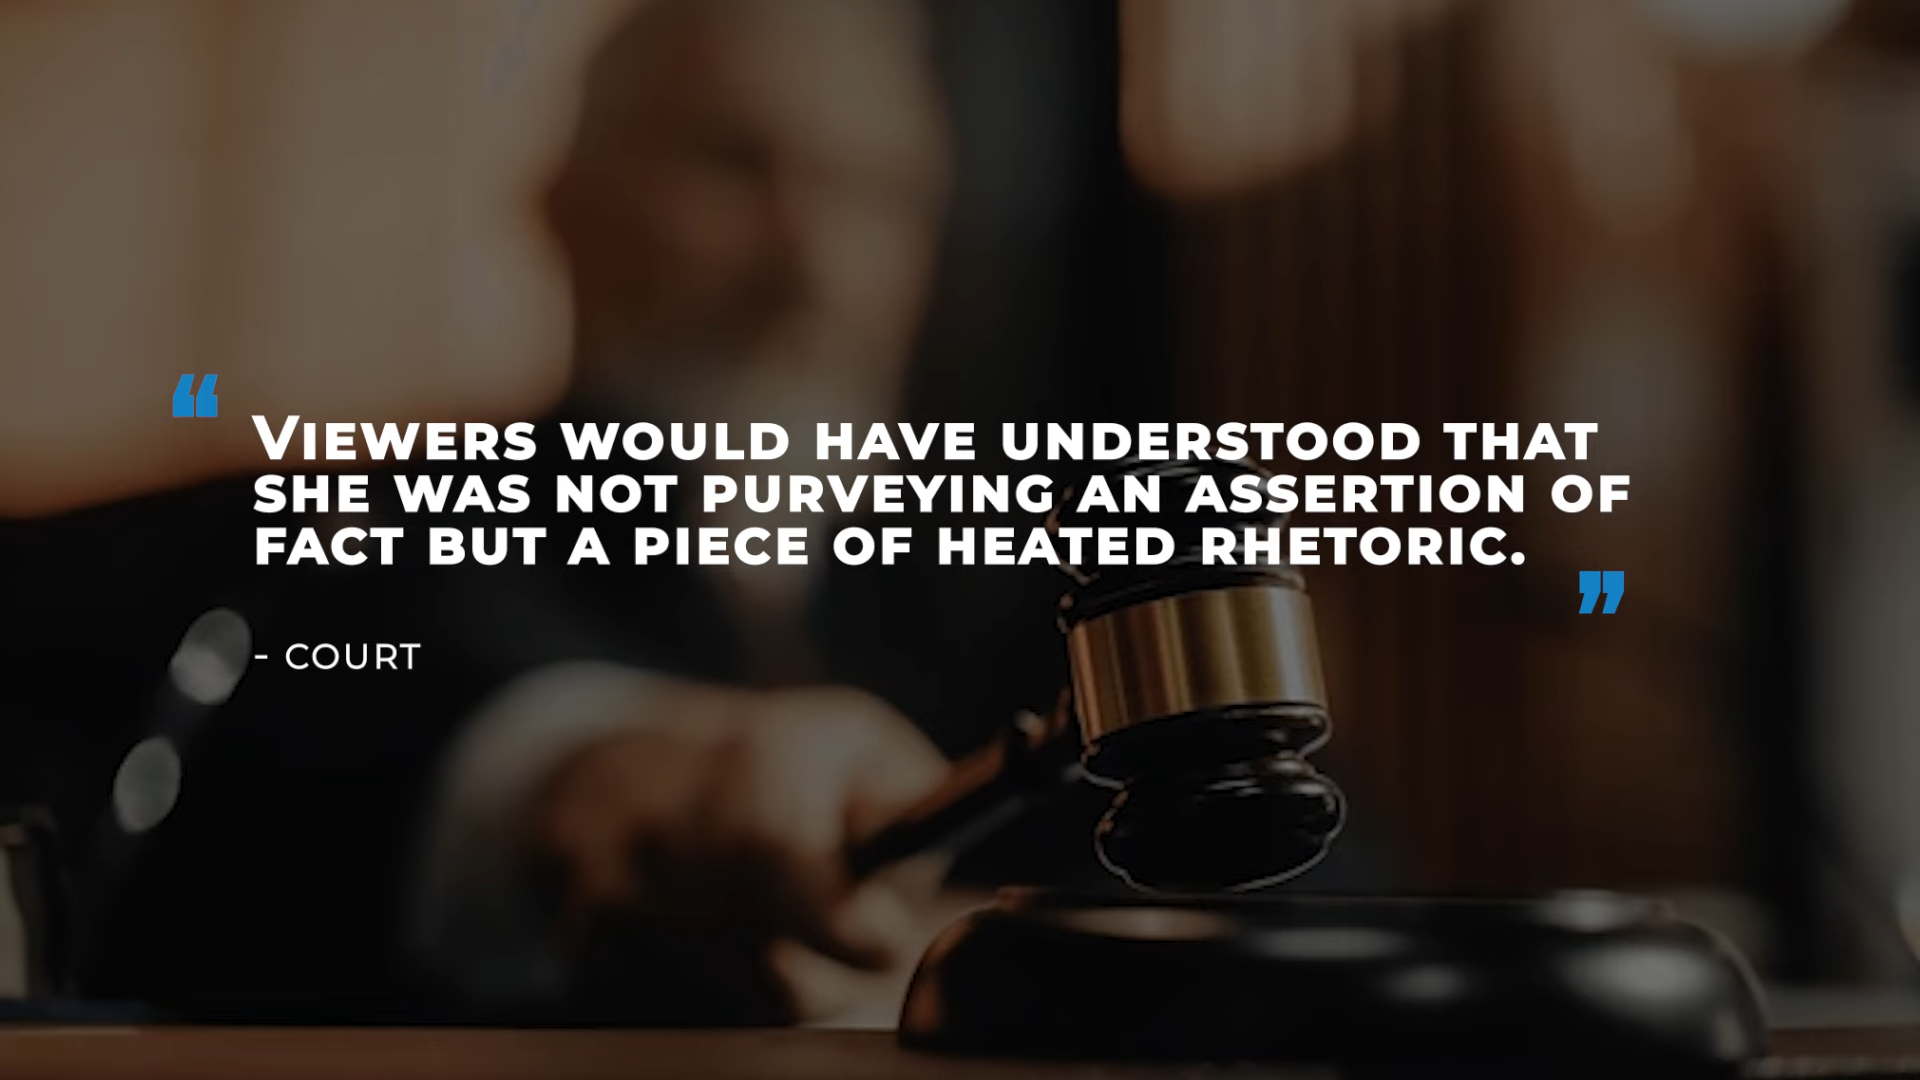 “ Viewers would have understood that
she was not purveying an assertion of
fact but a piece of heated rhetoric. ”
- COURT